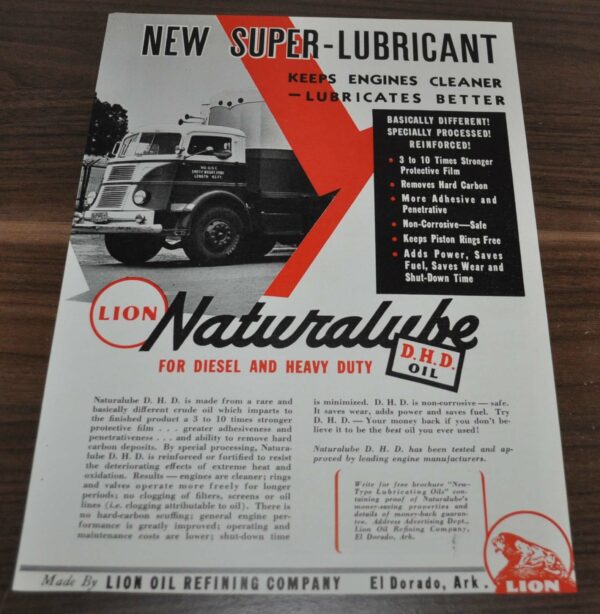 NEW SUPER-LUBRICANT
KEEPS ENGINES CLEANER
—LUBRICATES BETTER
BASICALLY DIFFERENT!
SPECIALLY PROCESSED!
REINFORCED!
• 3 to 10 Times Stronger
Protective Film
• Removes Hard Carbon
• More Adhesive and
Penetrative
• Non-Corrosive—Safe
• Keeps Piston Rings Free
• Adds Power, Saves
Fuel, Saves Wear and
Shut-Down Time
LION Naturalube
D.H.D.
OIL
FOR DIESEL AND HEAVY DUTY
Naturalube D. H. D. is made from a rare and
basically different crude oil which imparts to
the finished product a 3 to 10 times stronger
protective film . . . greater adhesiveness and
penetrativeness . . . and ability to remove hard
carbon deposits. By special processing, Natura-
lube D. H. D. is reinforced or fortified to resist
the deteriorating effects of extreme heat and
oxidation. Results — engines are cleaner; rings
and valves operate more freely for longer
periods; no clogging of filters, screens or oil
lines (i.e. clogging attributable to oil). There is
no hard-carbon scuffing; general engine per-
formance is greatly improved; operating and
maintenance costs are lower; shut-down time
is minimized. D. H. D. is non-corrosive — safe.
It saves wear, adds power and saves fuel. Try
D. H. D. — Your money back if you don't be-
lieve it to be the best oil you ever used!
Naturalube D. H. D. has been tested and ap-
proved by leading engine manufacturers.
Write for free brochure "New-
Type Lubricating Oils" con-
taining proof of Naturalube's
money-saving properties and
details of money-back guaran-
tee. Address Advertising Dept.,
Lion Oil Refining Company,
El Dorado, Ark.
Made By LION OIL REFINING COMPANY El Dorado, Ark.
LION